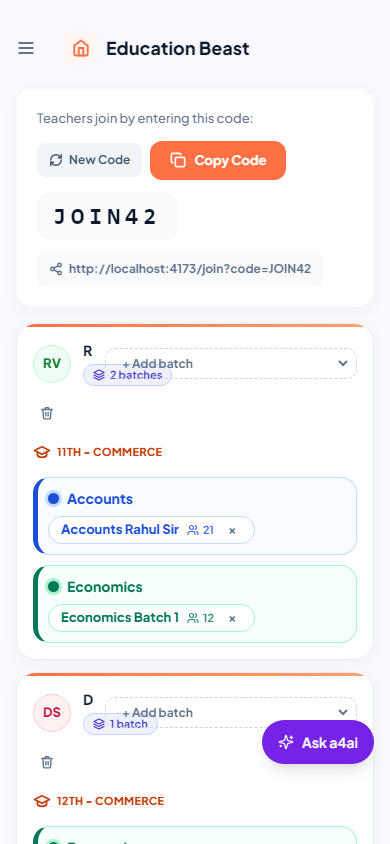 Education Beast
Teachers join by entering this code:
New Code
Copy Code
JOIN42
http://localhost:4173/join?code=JOIN42
RV
R
+ Add batch
2 batches
11TH - COMMERCE
Accounts
Accounts Rahul Sir 21 ×
Economics
Economics Batch 1 12 ×
DS
D
+ Add batch
1 batch
Ask a4ai
12TH - COMMERCE